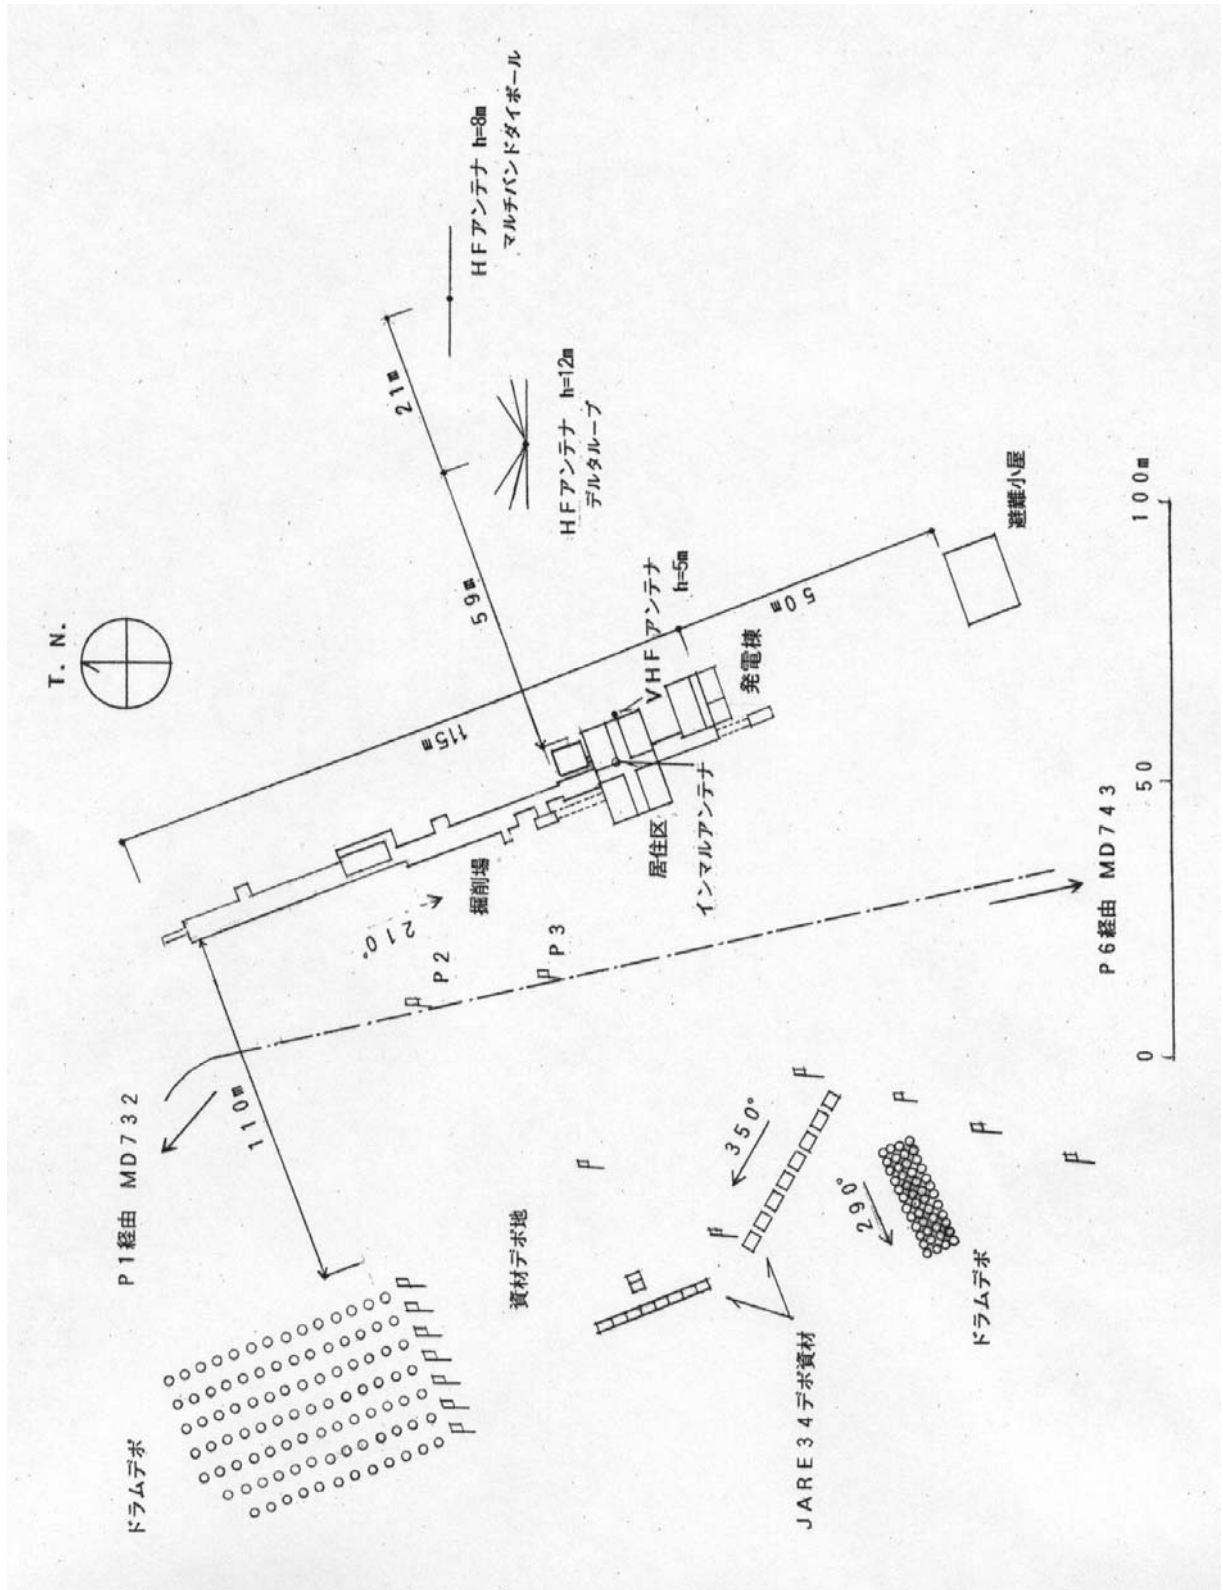 T. N.
HFアンテナ h=8m
マルチバンドダイポール
21m
HFアンテナ h=12m
デルタループ
59m
115m
VHFアンテナ
h=5m
50m
発電棟
避難小屋
居住区
インマルアンテナ
掘削場
210°
P2
P3
P1経由 MD732
110m
P6経由 MD743
0 50 100m
ドラムデポ
資材デポ地
350°
290°
JARE34デポ資材
ドラムデポ